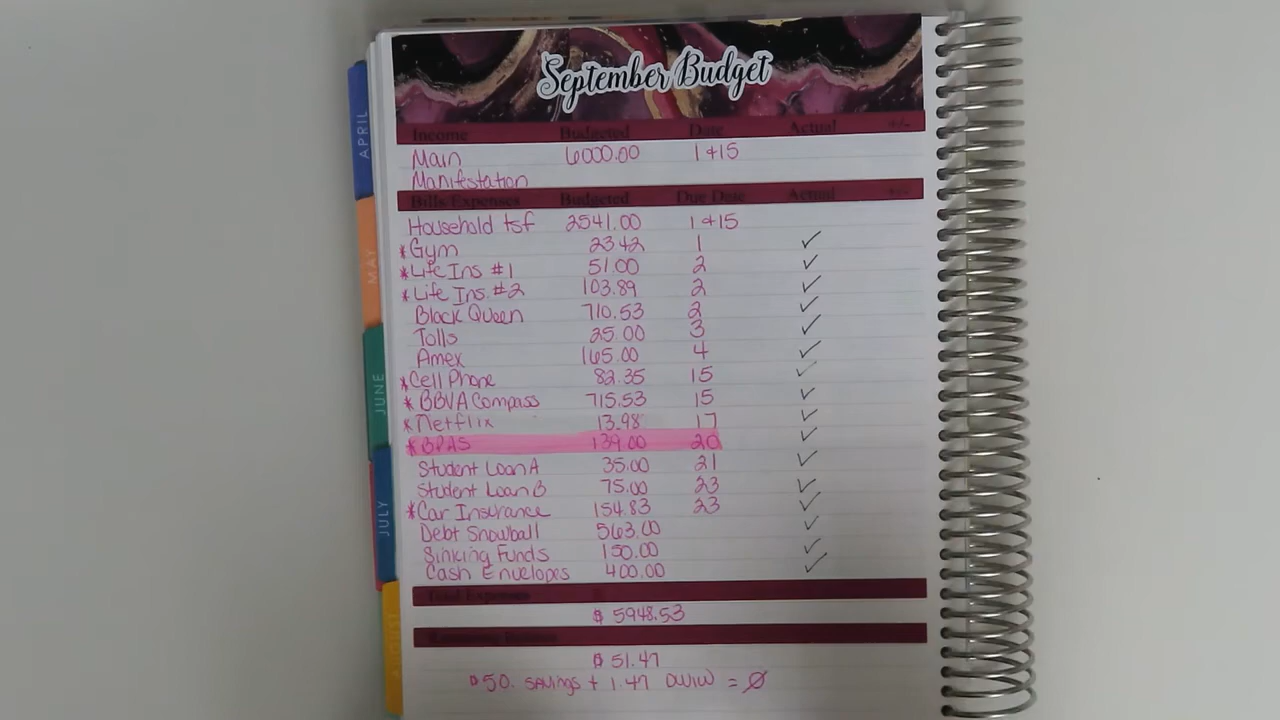 September Budget
Income Budgeted Date Actual +/-
Main 6000.00 1+15
Manifestation
Bills Expenses Budgeted Due Date Actual +/-
Household tsf 2541.00 1+15
*Gym 23.42 1 ✓
*Life Ins #1 51.00 2 ✓
*Life Ins. #2 103.89 2 ✓
Black Queen 710.53 2 ✓
Tolls 25.00 3 ✓
Amex 165.00 4 ✓
*Cell Phone 82.35 15 ✓
*BBVA Compass 715.53 15 ✓
*Netflix 13.98 17 ✓
*BPAS 139.00 20 ✓
Student Loan A 35.00 21 ✓
Student Loan B 75.00 23 ✓
*Car Insurance 154.83 23 ✓
Debt Snowball 563.00 ✓
Sinking Funds 150.00 ✓
Cash Envelopes 400.00 ✓
Total Expenses
$ 5948.53
$ 51.47
$50. savings + 1.47 DWIW = Ø
APRIL
MAY
JUNE
JULY
AUGUST